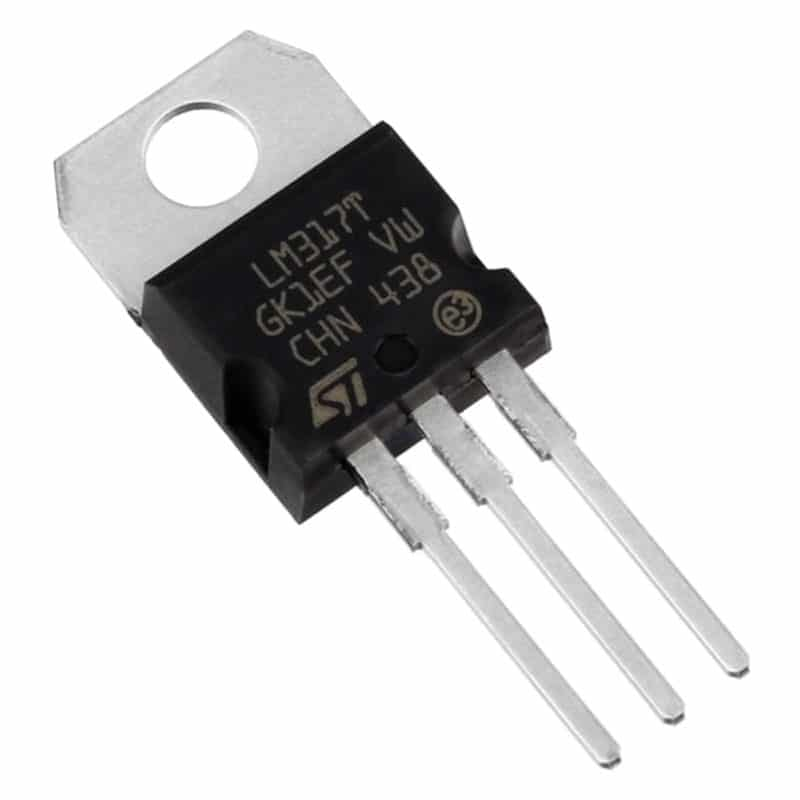 LM317T
GK1EF VW
CHN 438
ST e3